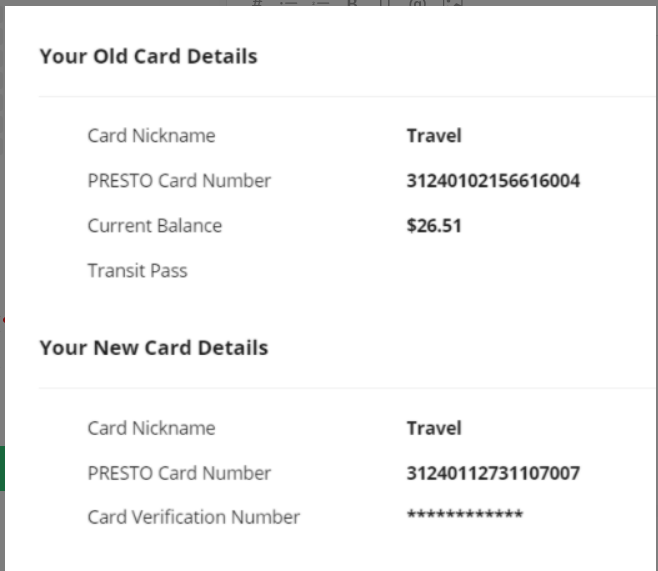 Your Old Card Details
Card Nickname Travel
PRESTO Card Number 31240102156616004
Current Balance $26.51
Transit Pass
Your New Card Details
Card Nickname Travel
PRESTO Card Number 31240112731107007
Card Verification Number ************